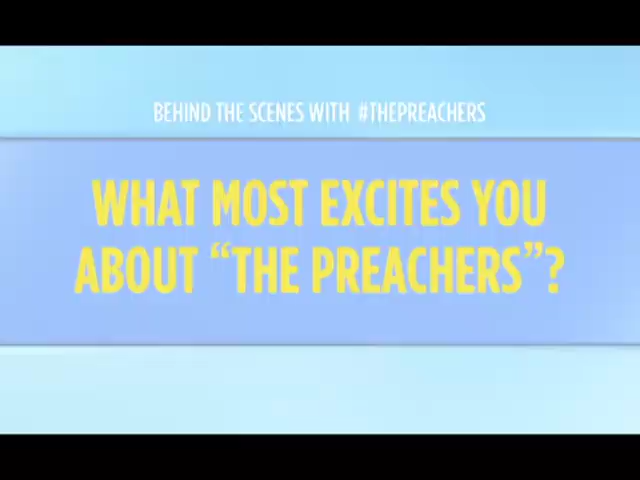 BEHIND THE SCENES WITH #THEPREACHERS
WHAT MOST EXCITES YOU
ABOUT “THE PREACHERS”?